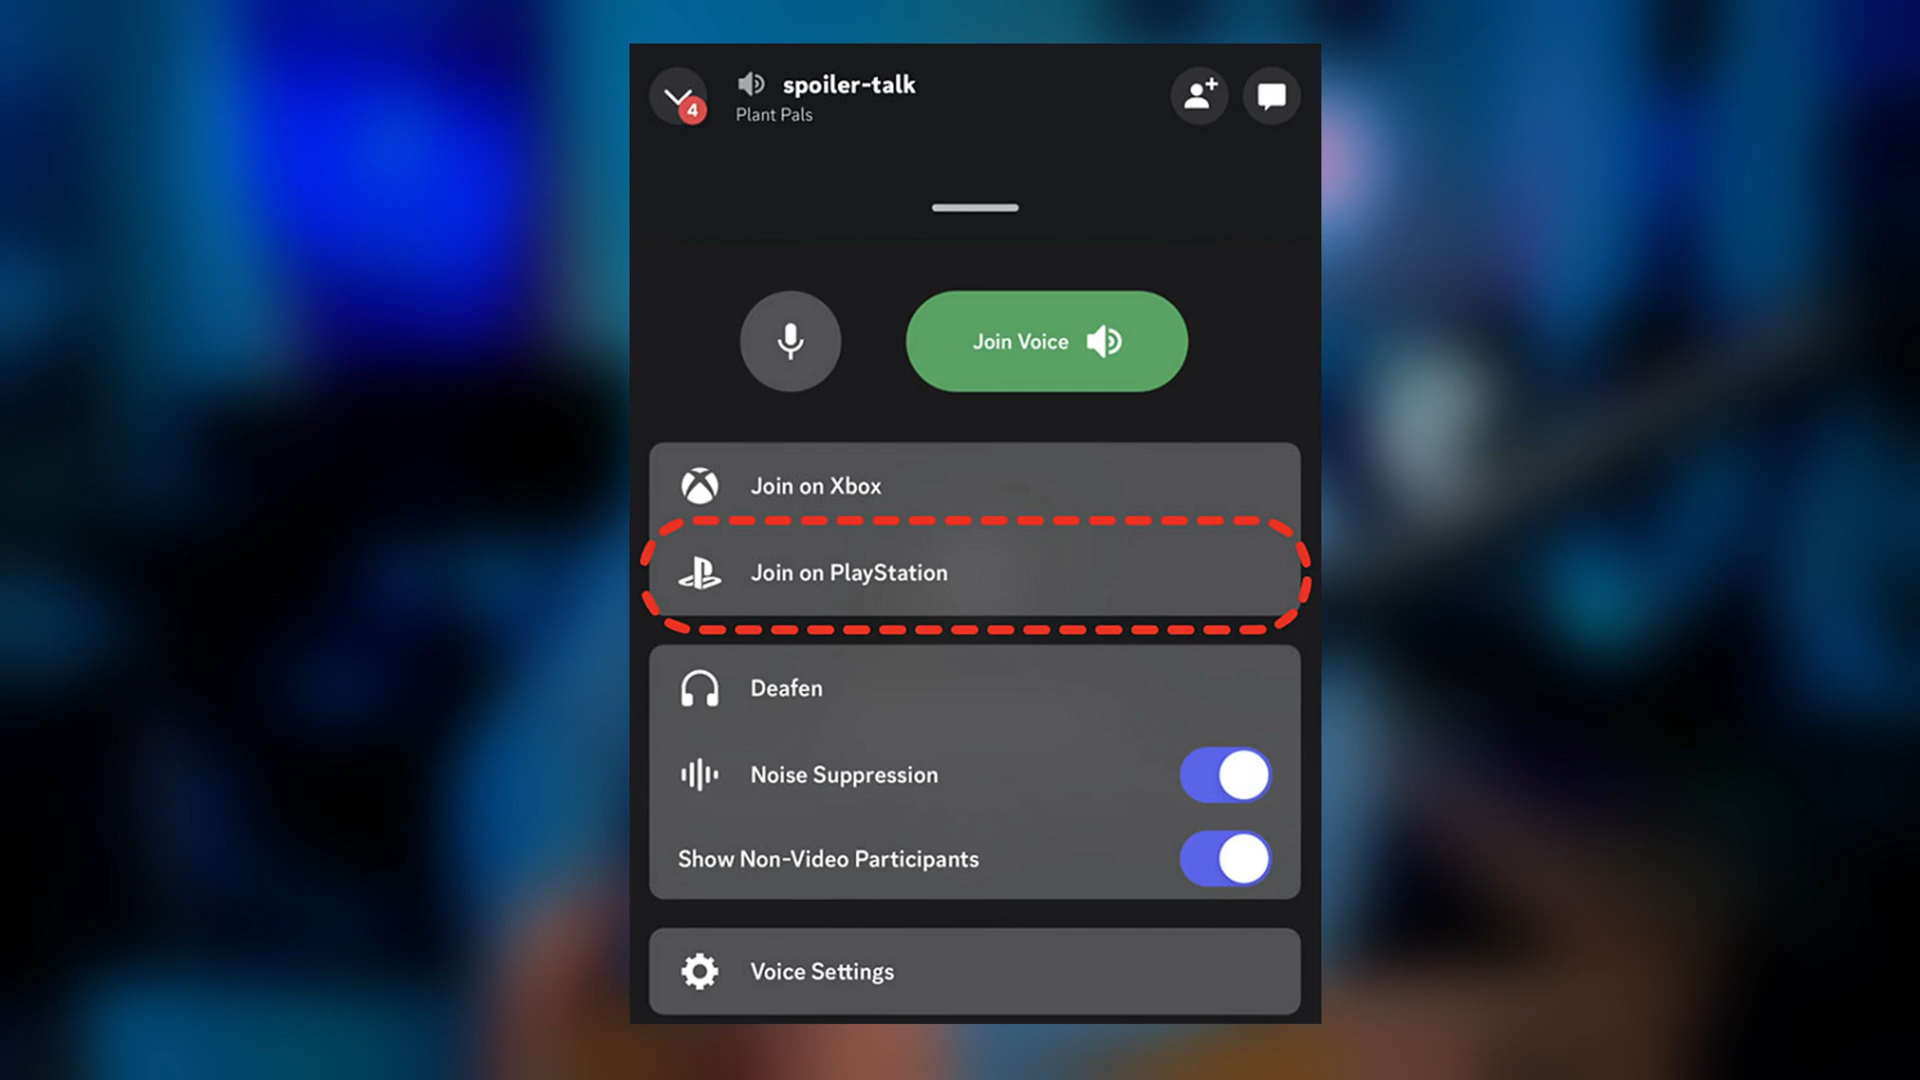 spoiler-talk
4
Plant Pals
Join Voice
Join on Xbox
Join on PlayStation
Deafen
Noise Suppression
Show Non-Video Participants
Voice Settings